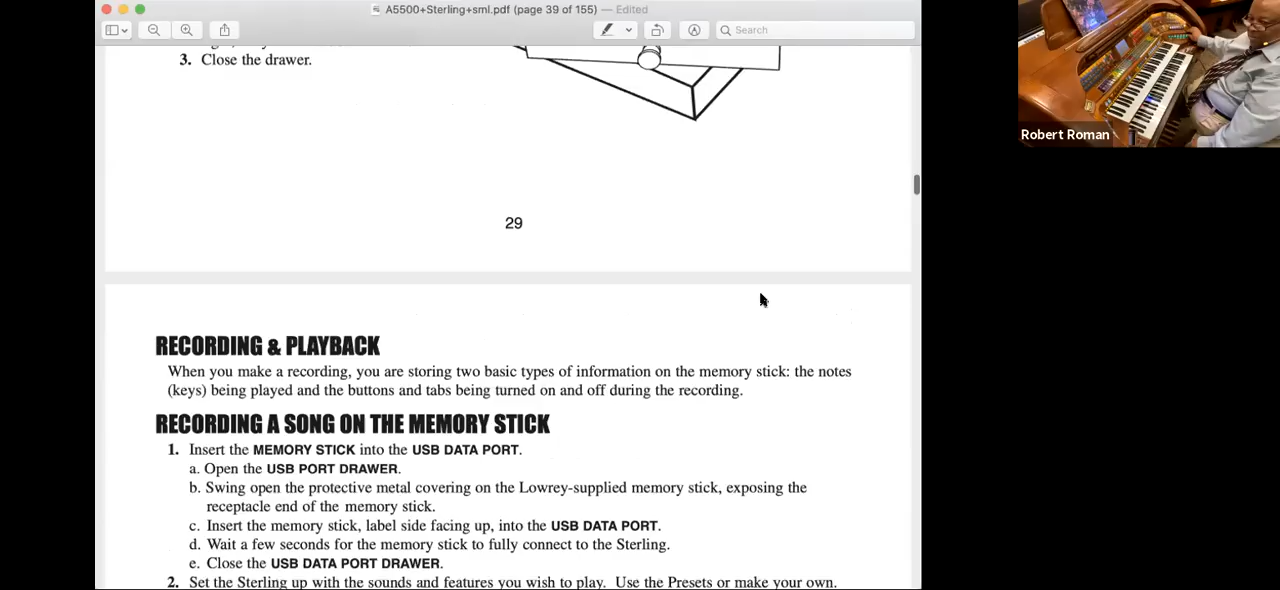 A5500+Sterling+sml.pdf (page 39 of 155) — Edited
Search
3. Close the drawer.
Robert Roman
29
RECORDING & PLAYBACK
When you make a recording, you are storing two basic types of information on the memory stick: the notes
(keys) being played and the buttons and tabs being turned on and off during the recording.
RECORDING A SONG ON THE MEMORY STICK
1. Insert the MEMORY STICK into the USB DATA PORT.
a. Open the USB PORT DRAWER.
b. Swing open the protective metal covering on the Lowrey-supplied memory stick, exposing the
receptacle end of the memory stick.
c. Insert the memory stick, label side facing up, into the USB DATA PORT.
d. Wait a few seconds for the memory stick to fully connect to the Sterling.
e. Close the USB DATA PORT DRAWER.
2. Set the Sterling up with the sounds and features you wish to play. Use the Presets or make your own.